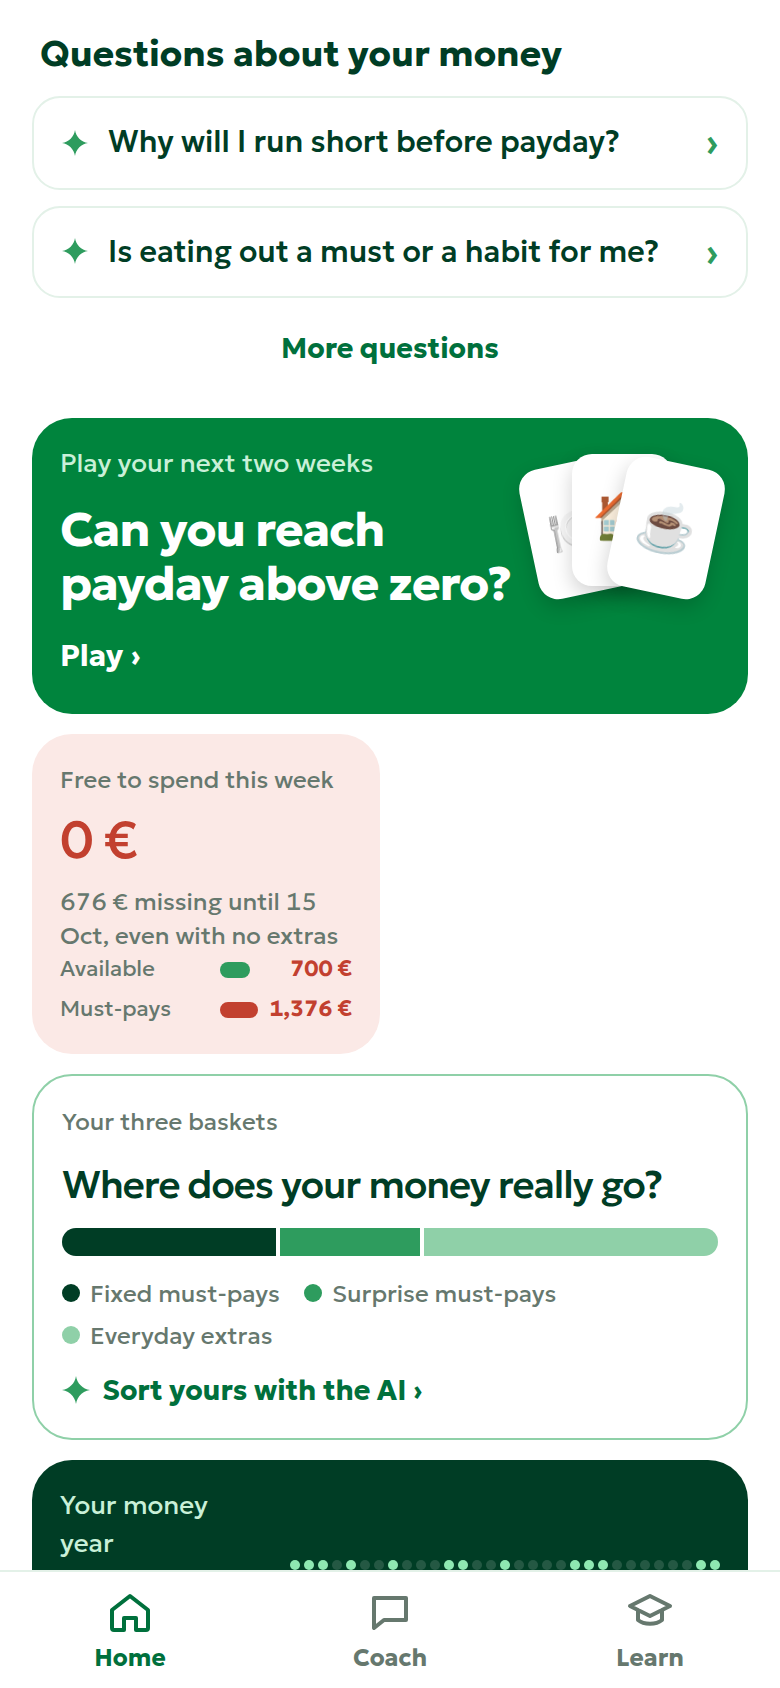 Questions about your money
Why will I run short before payday?
Is eating out a must or a habit for me?
More questions
Play your next two weeks
Can you reach
payday above zero?
Play ›
Free to spend this week
0 €
676 € missing until 15
Oct, even with no extras
Available 700 €
Must-pays 1,376 €
Your three baskets
Where does your money really go?
Fixed must-pays Surprise must-pays
Everyday extras
Sort yours with the AI ›
Your money
year
Home Coach Learn